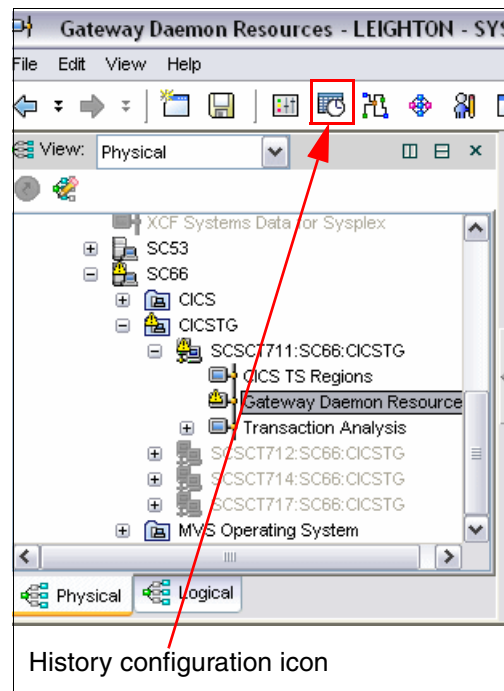 Gateway Daemon Resources - LEIGHTON - SYS
File Edit View Help
View: Physical
XCF Systems Data for Sysplex
SC53
SC66
CICS
CICSTG
SCSCT711:SC66:CICSTG
CICS TS Regions
Gateway Daemon Resource
Transaction Analysis
SCSCT712:SC66:CICSTG
SCSCT714:SC66:CICSTG
SCSCT717:SC66:CICSTG
MVS Operating System
Physical Logical
History configuration icon